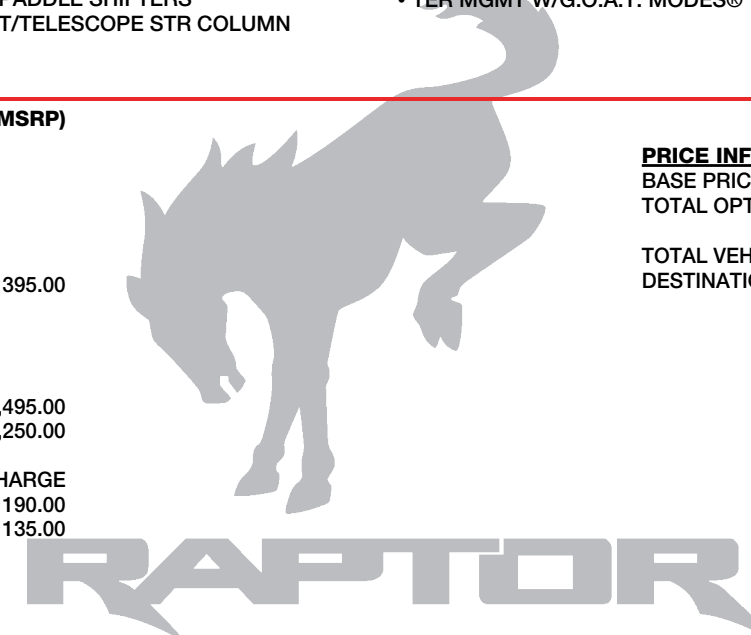 PADDLE SHIFTERS
T/TELESCOPE STR COLUMN
• TER MGMT W/G.O.A.T. MODES®
MSRP)
395.00
,495.00
,250.00
HARGE
190.00
135.00
PRICE INF
BASE PRIC
TOTAL OPT
TOTAL VEH
DESTINATIO
RAPTOR